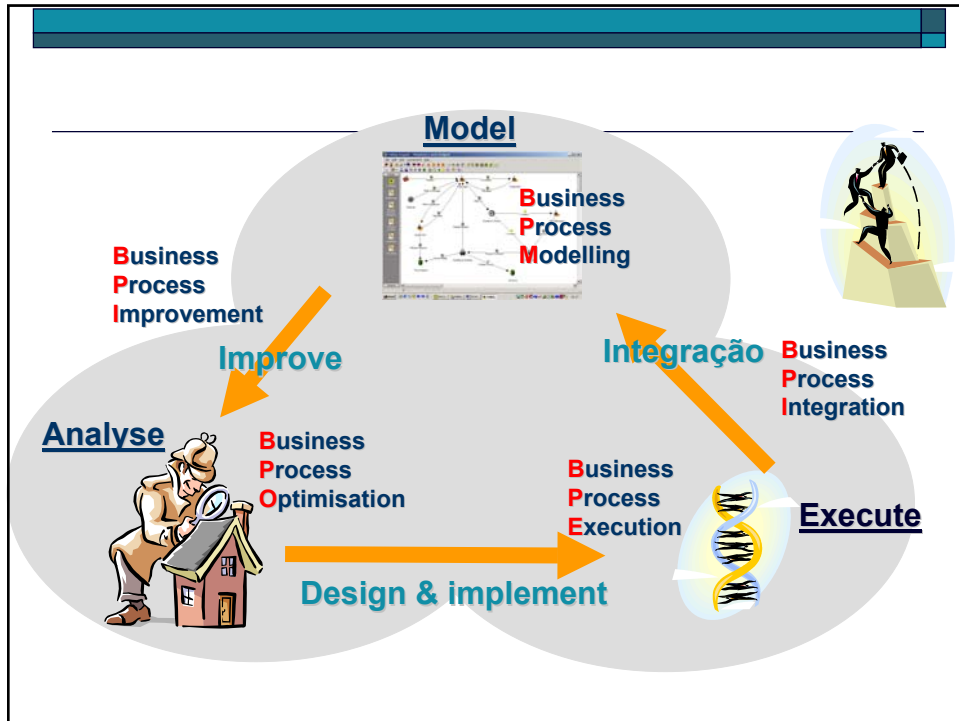 Model
Business
Process
Modelling
Business
Process
Improvement
Improve
Integração
Business
Process
Integration
Analyse
Business
Process
Optimisation
Business
Process
Execution
Execute
Design & implement